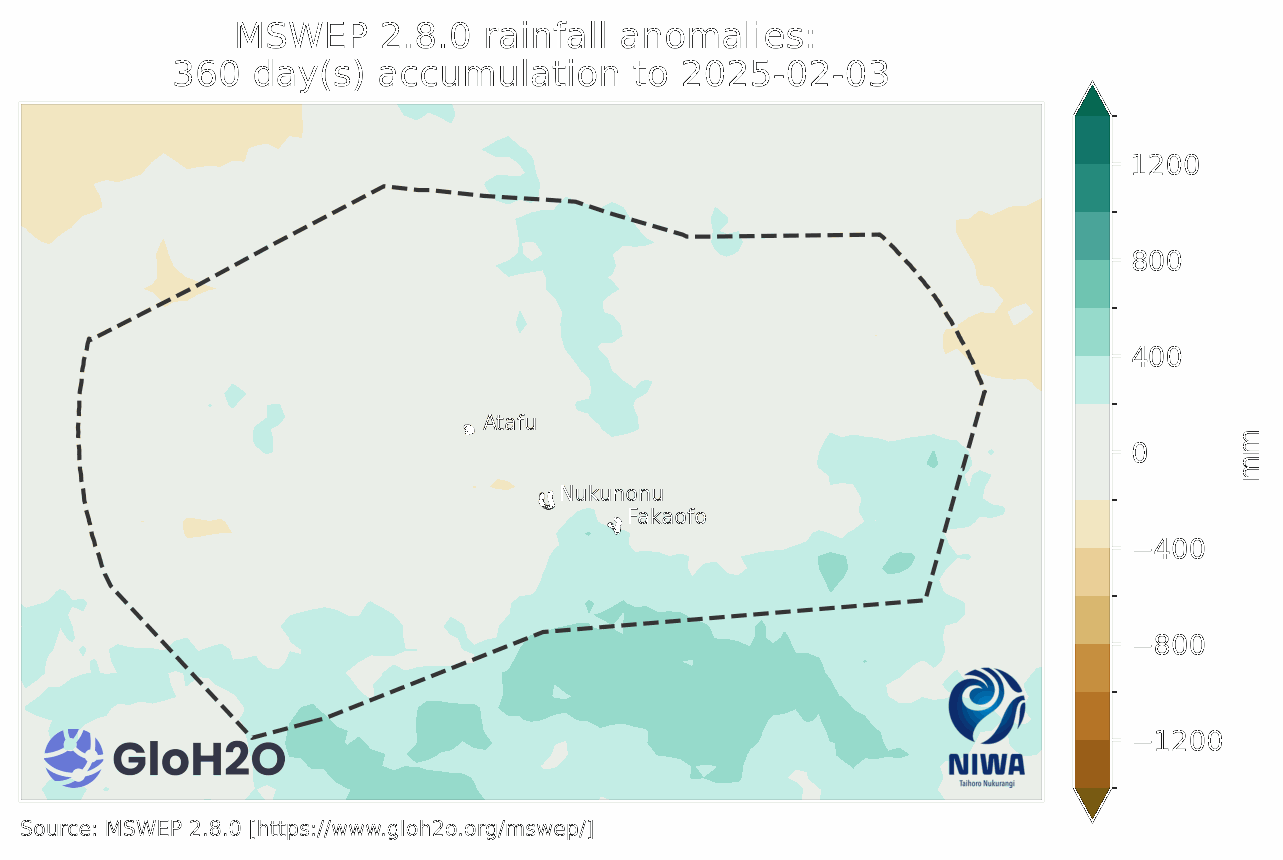 MSWEP 2.8.0 rainfall anomalies:
360 day(s) accumulation to 2025-02-03
1200
800
400
0
−400
−800
−1200
mm
Atafu
Nukunonu
Fakaofo
GloH2O
NIWA
Taihoro Nukurangi
Source: MSWEP 2.8.0 [https://www.gloh2o.org/mswep/]